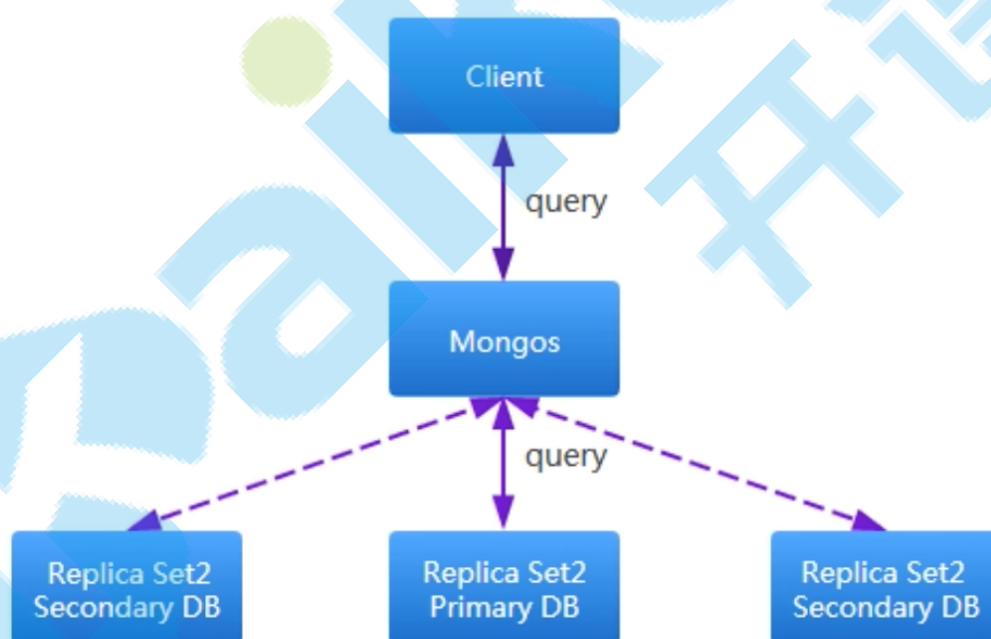 Client
query
Mongos
query
Replica Set2
Secondary DB
Replica Set2
Primary DB
Replica Set2
Secondary DB